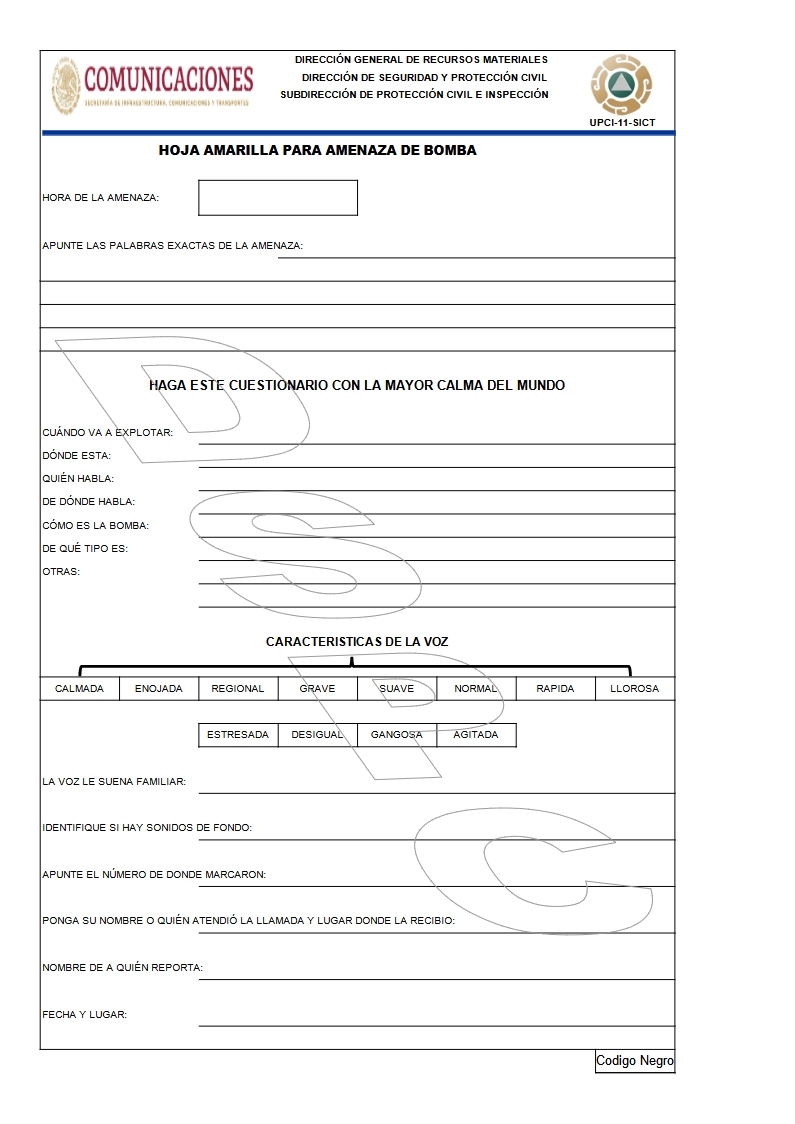 COMUNICACIONES
SECRETARÍA DE INFRAESTRUCTURA, COMUNICACIONES Y TRANSPORTES
DIRECCIÓN GENERAL DE RECURSOS MATERIALES
DIRECCIÓN DE SEGURIDAD Y PROTECCIÓN CIVIL
SUBDIRECCIÓN DE PROTECCIÓN CIVIL E INSPECCIÓN
UPCI-11-SICT
HOJA AMARILLA PARA AMENAZA DE BOMBA
HORA DE LA AMENAZA:
APUNTE LAS PALABRAS EXACTAS DE LA AMENAZA:
HAGA ESTE CUESTIONARIO CON LA MAYOR CALMA DEL MUNDO
CUÁNDO VA A EXPLOTAR:
DÓNDE ESTA:
QUIÉN HABLA:
DE DÓNDE HABLA:
CÓMO ES LA BOMBA:
DE QUÉ TIPO ES:
OTRAS:
CARACTERISTICAS DE LA VOZ
CALMADA ENOJADA REGIONAL GRAVE SUAVE NORMAL RAPIDA LLOROSA
ESTRESADA DESIGUAL GANGOSA AGITADA
LA VOZ LE SUENA FAMILIAR:
IDENTIFIQUE SI HAY SONIDOS DE FONDO:
APUNTE EL NÚMERO DE DONDE MARCARON:
PONGA SU NOMBRE O QUIÉN ATENDIÓ LA LLAMADA Y LUGAR DONDE LA RECIBIO:
NOMBRE DE A QUIÉN REPORTA:
FECHA Y LUGAR:
Codigo Negro
DSPC